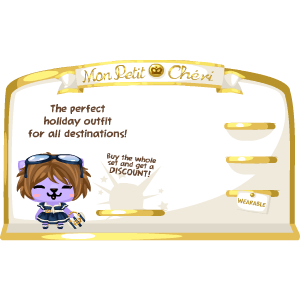 Mon Petit Chéri
The perfect
holiday outfit
for all destinations!
Buy the whole
set and get a
DISCOUNT!
WEARABLE